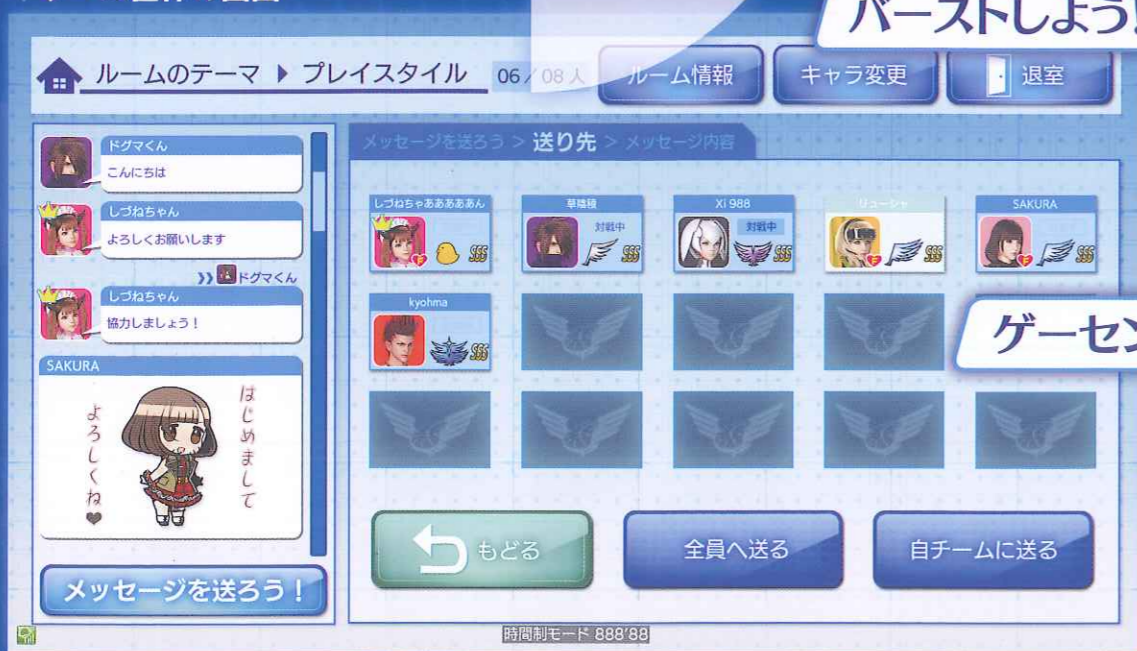 バーストしよう!
ルームのテーマ ▶ プレイスタイル
06/08人
ルーム情報
キャラ変更
退室
ドグマくん
こんにちは
しづねちゃん
よろしくお願いします
》ドグマくん
しづねちゃん
協力しましょう！
SAKURA
はじめまして
よろしくね♥
メッセージを送ろう！
メッセージを送ろう > 送り先 > メッセージ内容
しづねちゃあああああん
SSS
対戦中
SSS
Xi 988
対戦中
SSS
リューシャ
SSS
SAKURA
SSS
kyohma
SSS
ゲーセン
もどる
全員へ送る
自チームに送る
時間制モード 888'88